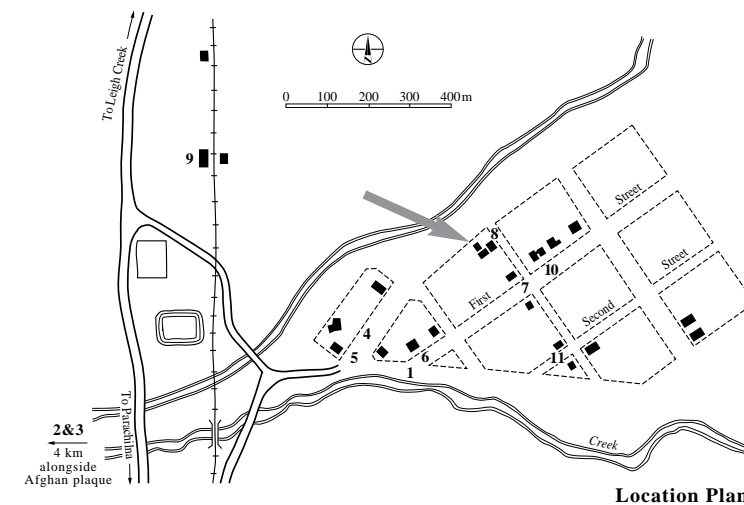 To Leigh Creek
N
0 100 200 300 400 m
9
8
10
7
Street
Street
First
Second
4
5
6
1
11
To Parachilna
2&3
4 km
alongside
Afghan plaque
Creek
Location Plan